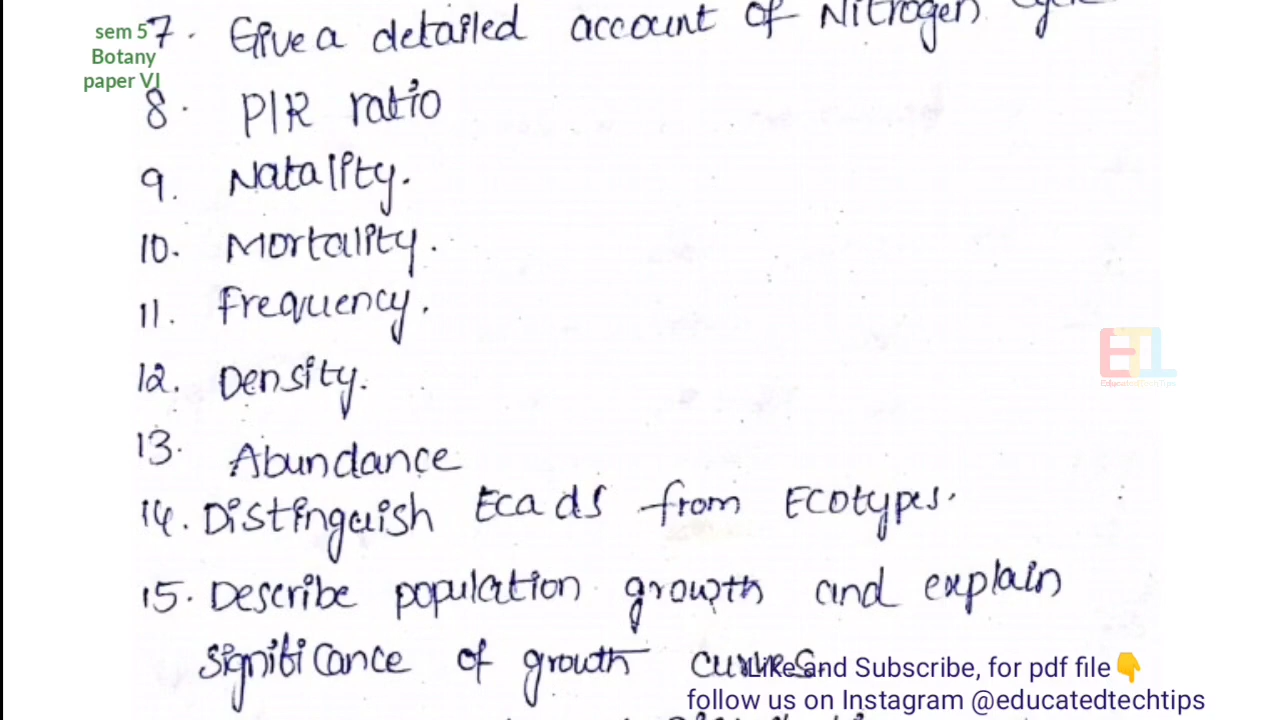 sem 5
Botany
paper VI
7. Give a detailed account of Nitrogen
8. P/R ratio
9. Natality.
10. Mortality.
11. Frequency.
12. Density.
13. Abundance
14. Distinguish Ecads from Ecotypes.
15. Describe population growth and explain
significance of growth curves.
Like and Subscribe, for pdf file👇
follow us on Instagram @educatedtechtips
ETL
EducatedTechTips